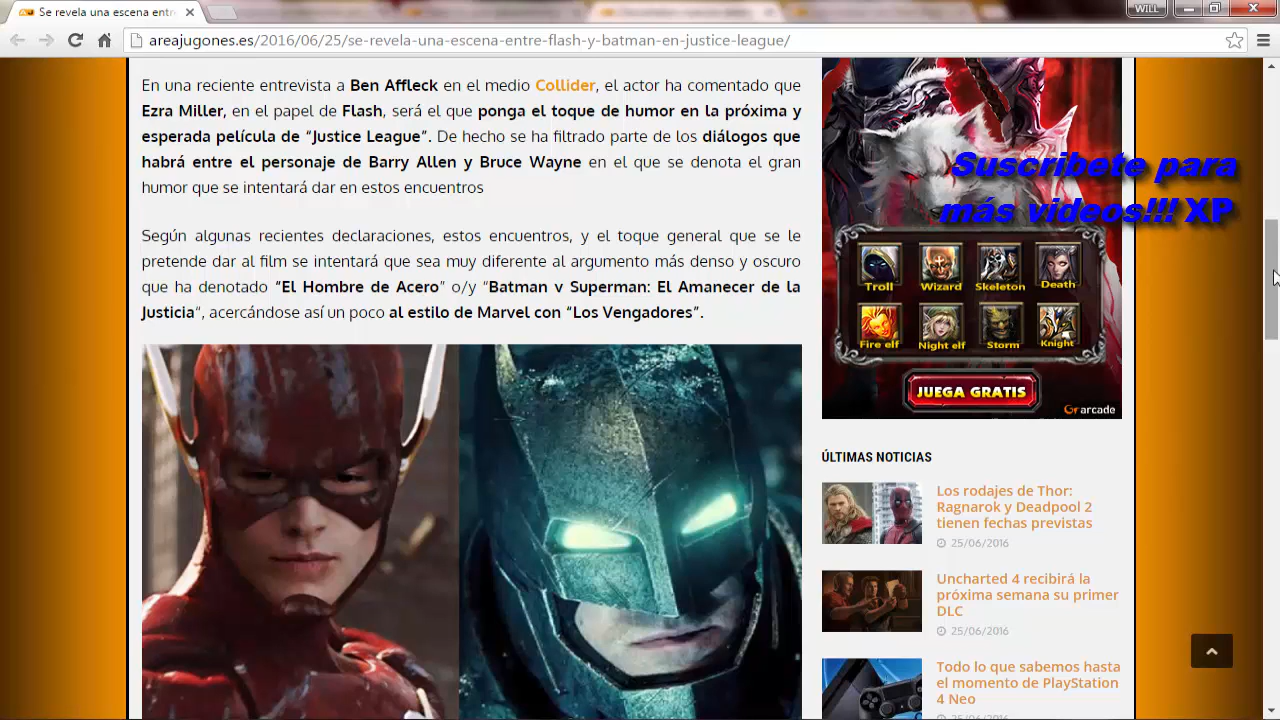 Se revela una escena entre
WILL
areajugones.es/2016/06/25/se-revela-una-escena-entre-flash-y-batman-en-justice-league/
En una reciente entrevista a Ben Affleck en el medio Collider, el actor ha comentado que
Ezra Miller, en el papel de Flash, será el que ponga el toque de humor en la próxima y
esperada película de “Justice League”. De hecho se ha filtrado parte de los diálogos que
habrá entre el personaje de Barry Allen y Bruce Wayne en el que se denota el gran
humor que se intentará dar en estos encuentros
Según algunas recientes declaraciones, estos encuentros, y el toque general que se le
pretende dar al film se intenta que sea muy diferente al argumento más denso y oscuro
que ha denotado “El Hombre de Acero” o/y “Batman v Superman: El Amanecer de la
Justicia“, acercándose así un poco al estilo de Marvel con “Los Vengadores”.
Suscribete para
más videos!!! XP
Troll Wizard Skeleton Death
Fire elf Night elf Storm Knight
JUEGA GRATIS
Gr arcade
ÚLTIMAS NOTICIAS
Los rodajes de Thor:
Ragnarok y Deadpool 2
tienen fechas previstas
25/06/2016
Uncharted 4 recibirá la
próxima semana su primer
DLC
25/06/2016
Todo lo que sabemos hasta
el momento de PlayStation
4 Neo
25/06/2016